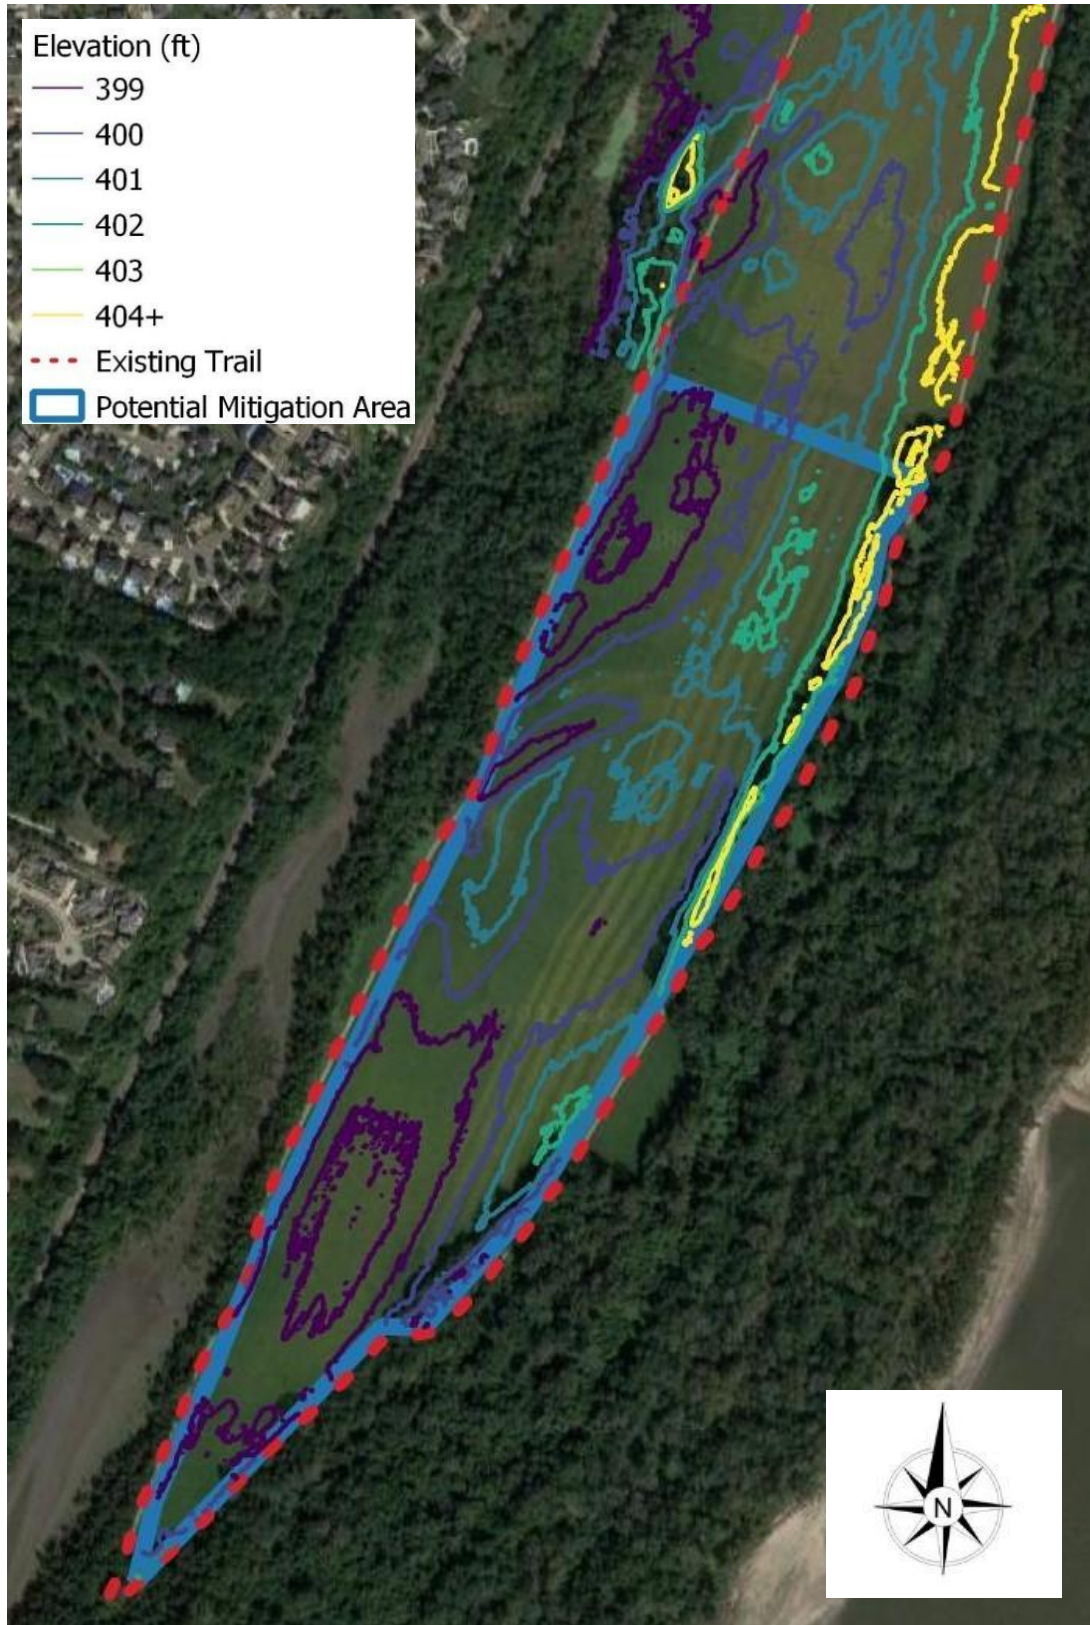 Elevation (ft)
399
400
401
402
403
404+
Existing Trail
Potential Mitigation Area
N